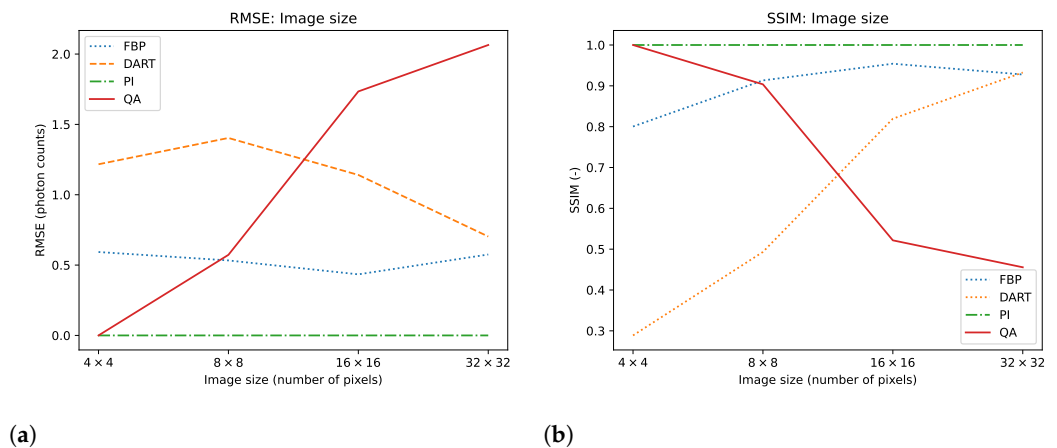 RMSE: Image size
FBP
DART
PI
QA
RMSE (photon counts)
2.0
1.5
1.0
0.5
0.0
4 × 4
8 × 8
16 × 16
32 × 32
Image size (number of pixels)
(a)
SSIM: Image size
SSIM (-)
1.0
0.9
0.8
0.7
0.6
0.5
0.4
0.3
FBP
DART
PI
QA
4 × 4
8 × 8
16 × 16
32 × 32
Image size (number of pixels)
(b)